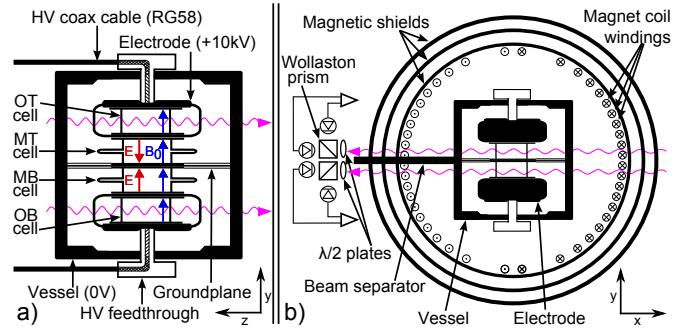 HV coax cable (RG58)
Electrode (+10kV)
OT
cell
MT
cell
MB
cell
OB
cell
E
B0
E
Vessel (0V)
Groundplane
HV feedthrough
a)
y
z
Magnetic shields
Magnet coil
windings
Wollaston
prism
λ/2 plates
Beam separator
Vessel
Electrode
b)
y
x